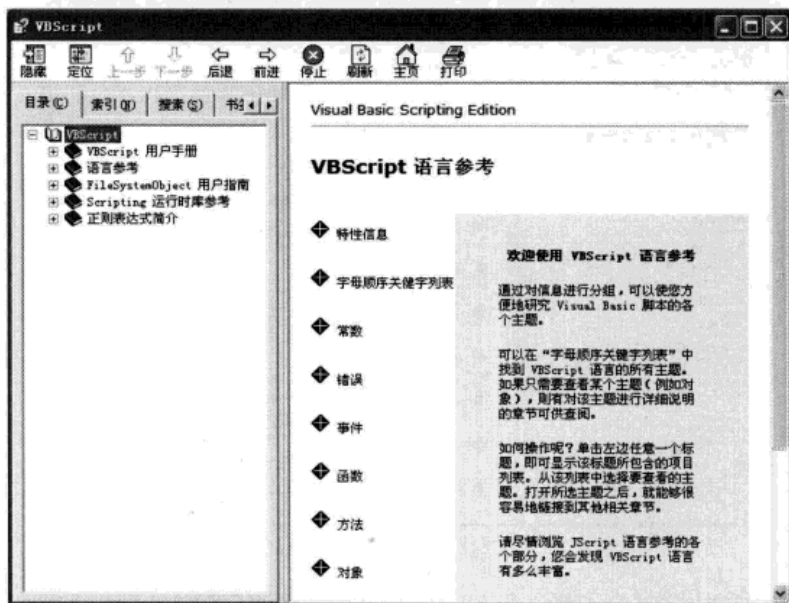 VBScript
隐藏 定位 上一步 下一步 后退 前进 停止 刷新 主页 打印
目录(C) 索引(N) 搜索(S)
VBScript
VBScript 用户手册
语言参考
FileSystemObject 用户指南
Scripting 运行时库参考
正则表达式简介
Visual Basic Scripting Edition
VBScript 语言参考
特性信息
字母顺序关键字列表
常数
错误
事件
函数
方法
对象
欢迎使用 VBScript 语言参考
通过对信息进行分组，可以使您方
便地研究 Visual Basic 脚本的各
个主题。
可以在“字母顺序关键字列表”中
找到 VBScript 语言的所有主题。
如果只需要查看某个主题（例如对
象），则有对该主题进行详细说明
的章节可供查阅。
如何操作呢？单击左边任意一个标
题，即可显示该标题所包含的项目
列表。从该列表中选择要查看的主
题。打开所选主题之后，就能够很
容易地链接到其他相关章节。
请尽情浏览 JScript 语言参考的各
个部分，您会发现 VBScript 语言
有多么丰富。